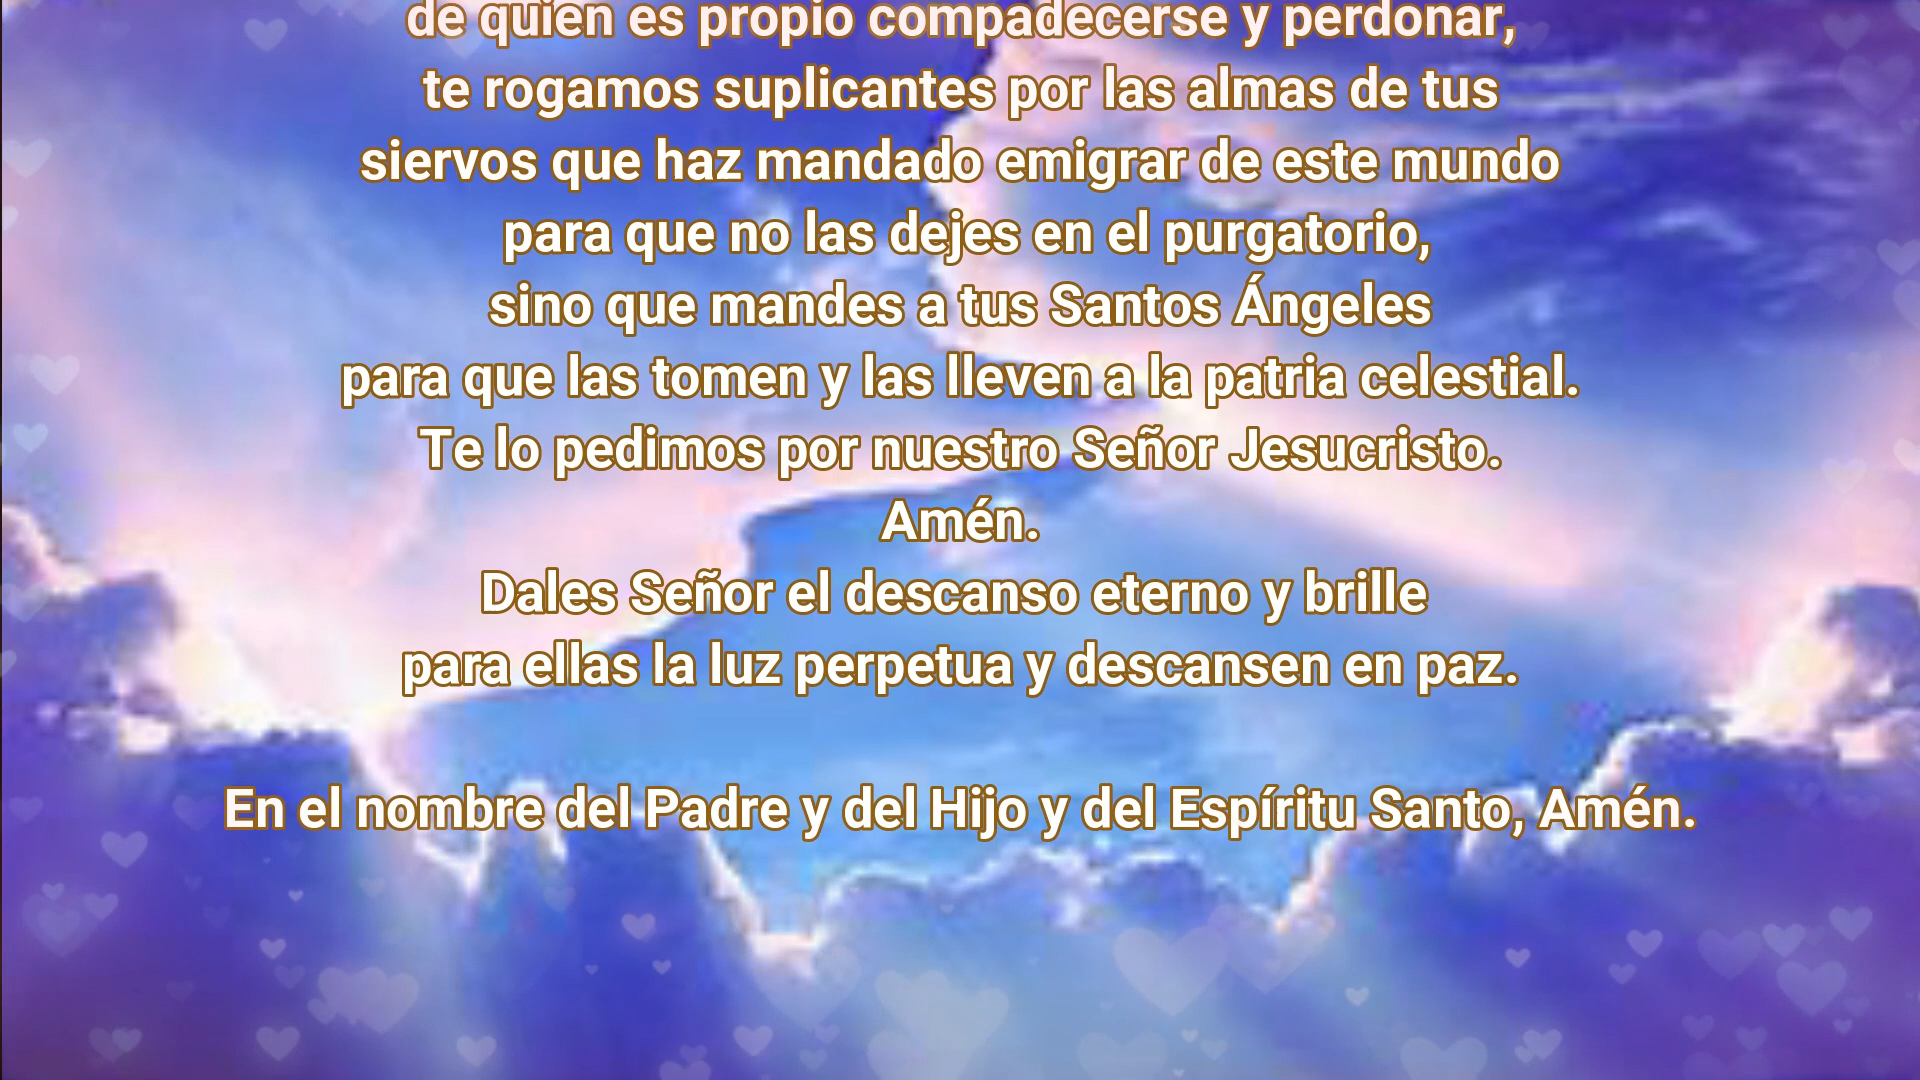 de quien es propio compadecerse y perdonar,
te rogamos suplicantes por las almas de tus
siervos que haz mandado emigrar de este mundo
para que no las dejes en el purgatorio,
sino que mandes a tus Santos Ángeles
para que las tomen y las lleven a la patria celestial.
Te lo pedimos por nuestro Señor Jesucristo.
Amén.
Dales Señor el descanso eterno y brille
para ellas la luz perpetua y descansen en paz.
En el nombre del Padre y del Hijo y del Espíritu Santo, Amén.